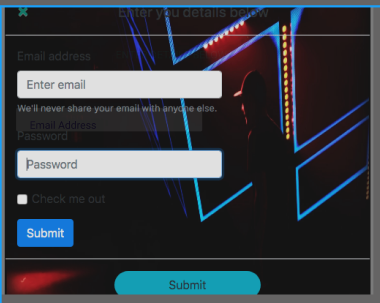 Enter you details below
Email address
Enter email
We'll never share your email with anyone else.
Email Address
Password
Password
Check me out
Submit
Submit